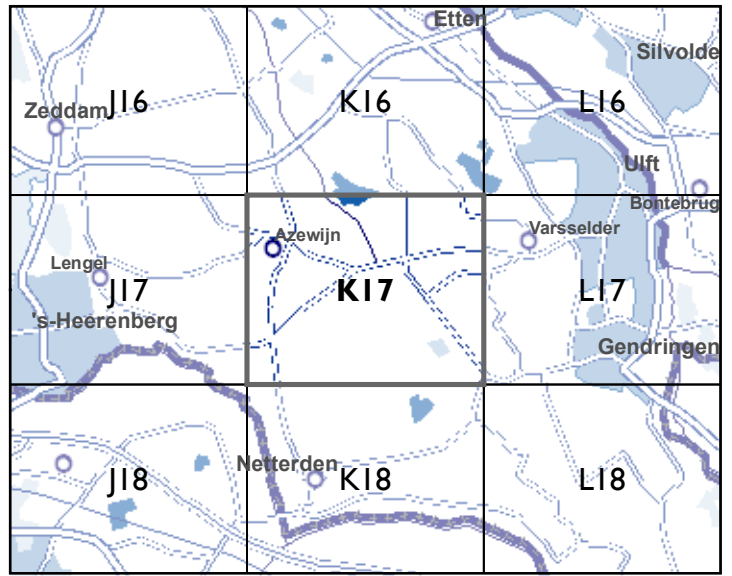 Etten
Silvolde
Zeddam
J16
K16
L16
Ulft
Bontebrug
Azewijn
Varsselder
Lengel
J17
K17
L17
's-Heerenberg
Gendringen
Netterden
J18
K18
L18